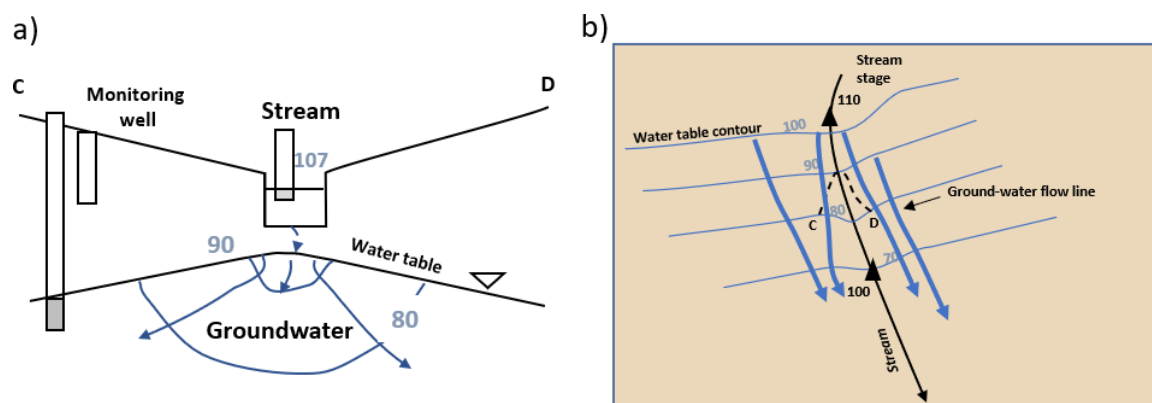 a)
C
Monitoring
well
Stream
D
107
90
Water table
80
Groundwater
b)
Stream
stage
110
Water table contour
100
90
Ground-water flow line
C
80
D
70
100
Stream